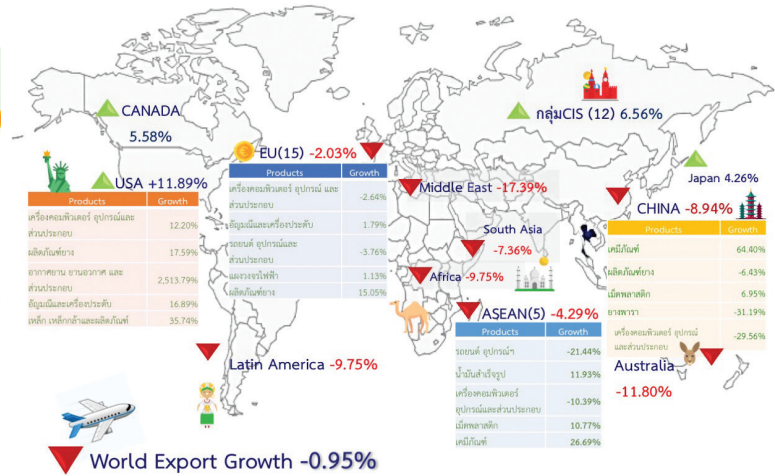 CANADA
5.58%
กลุ่มCIS (12) 6.56%
EU(15) -2.03%
Products Growth
เครื่องคอมพิวเตอร์ อุปกรณ์ และ
ส่วนประกอบ -2.64%
อัญมณีและเครื่องประดับ 1.79%
รถยนต์ อุปกรณ์และ
ส่วนประกอบ -3.76%
แผงวงจรไฟฟ้า 1.13%
ผลิตภัณฑ์ยาง 15.05%
USA +11.89%
Products Growth
เครื่องคอมพิวเตอร์ อุปกรณ์และ
ส่วนประกอบ 12.20%
ผลิตภัณฑ์ยาง 17.59%
อากาศยาน ยานอวกาศ และ
ส่วนประกอบ 2,513.79%
อัญมณีและเครื่องประดับ 16.89%
เหล็ก เหล็กกล้าและผลิตภัณฑ์ 35.74%
Middle East -17.39%
Japan 4.26%
South Asia
-7.36%
Africa -9.75%
CHINA -8.94%
Products Growth
เคมีภัณฑ์ 64.40%
ผลิตภัณฑ์ยาง -6.43%
เม็ดพลาสติก 6.95%
ยางพารา -31.19%
เครื่องคอมพิวเตอร์ อุปกรณ์
และส่วนประกอบ -29.56%
ASEAN(5) -4.29%
Products Growth
รถยนต์ อุปกรณ์ฯ -21.44%
น้ำมันสำเร็จรูป 11.93%
เครื่องคอมพิวเตอร์
อุปกรณ์และส่วนประกอบ -10.39%
เม็ดพลาสติก 10.77%
เคมีภัณฑ์ 26.69%
Latin America -9.75%
Australia
-11.80%
World Export Growth -0.95%